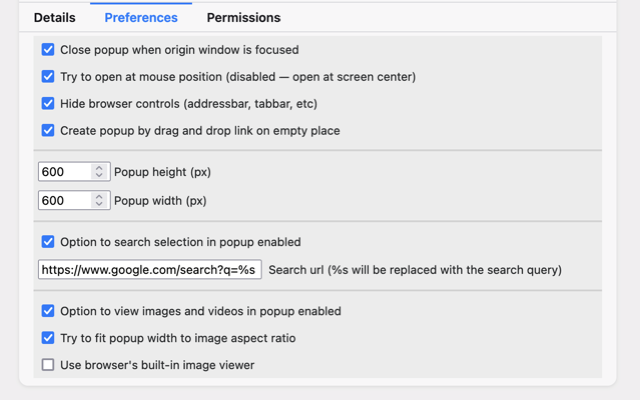 Details Preferences Permissions
Close popup when origin window is focused
Try to open at mouse position (disabled — open at screen center)
Hide browser controls (addressbar, tabbar, etc)
Create popup by drag and drop link on empty place
600 Popup height (px)
600 Popup width (px)
Option to search selection in popup enabled
https://www.google.com/search?q=%s Search url (%s will be replaced with the search query)
Option to view images and videos in popup enabled
Try to fit popup width to image aspect ratio
Use browser's built-in image viewer